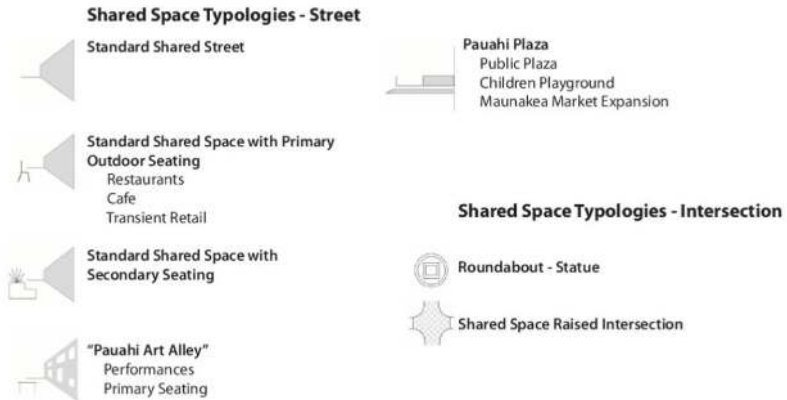 Shared Space Typologies - Street
Standard Shared Street
Standard Shared Space with Primary
Outdoor Seating
Restaurants
Cafe
Transient Retail
Standard Shared Space with
Secondary Seating
"Pauahi Art Alley"
Performances
Primary Seating
Pauahi Plaza
Public Plaza
Children Playground
Maunakea Market Expansion
Shared Space Typologies - Intersection
Roundabout - Statue
Shared Space Raised Intersection